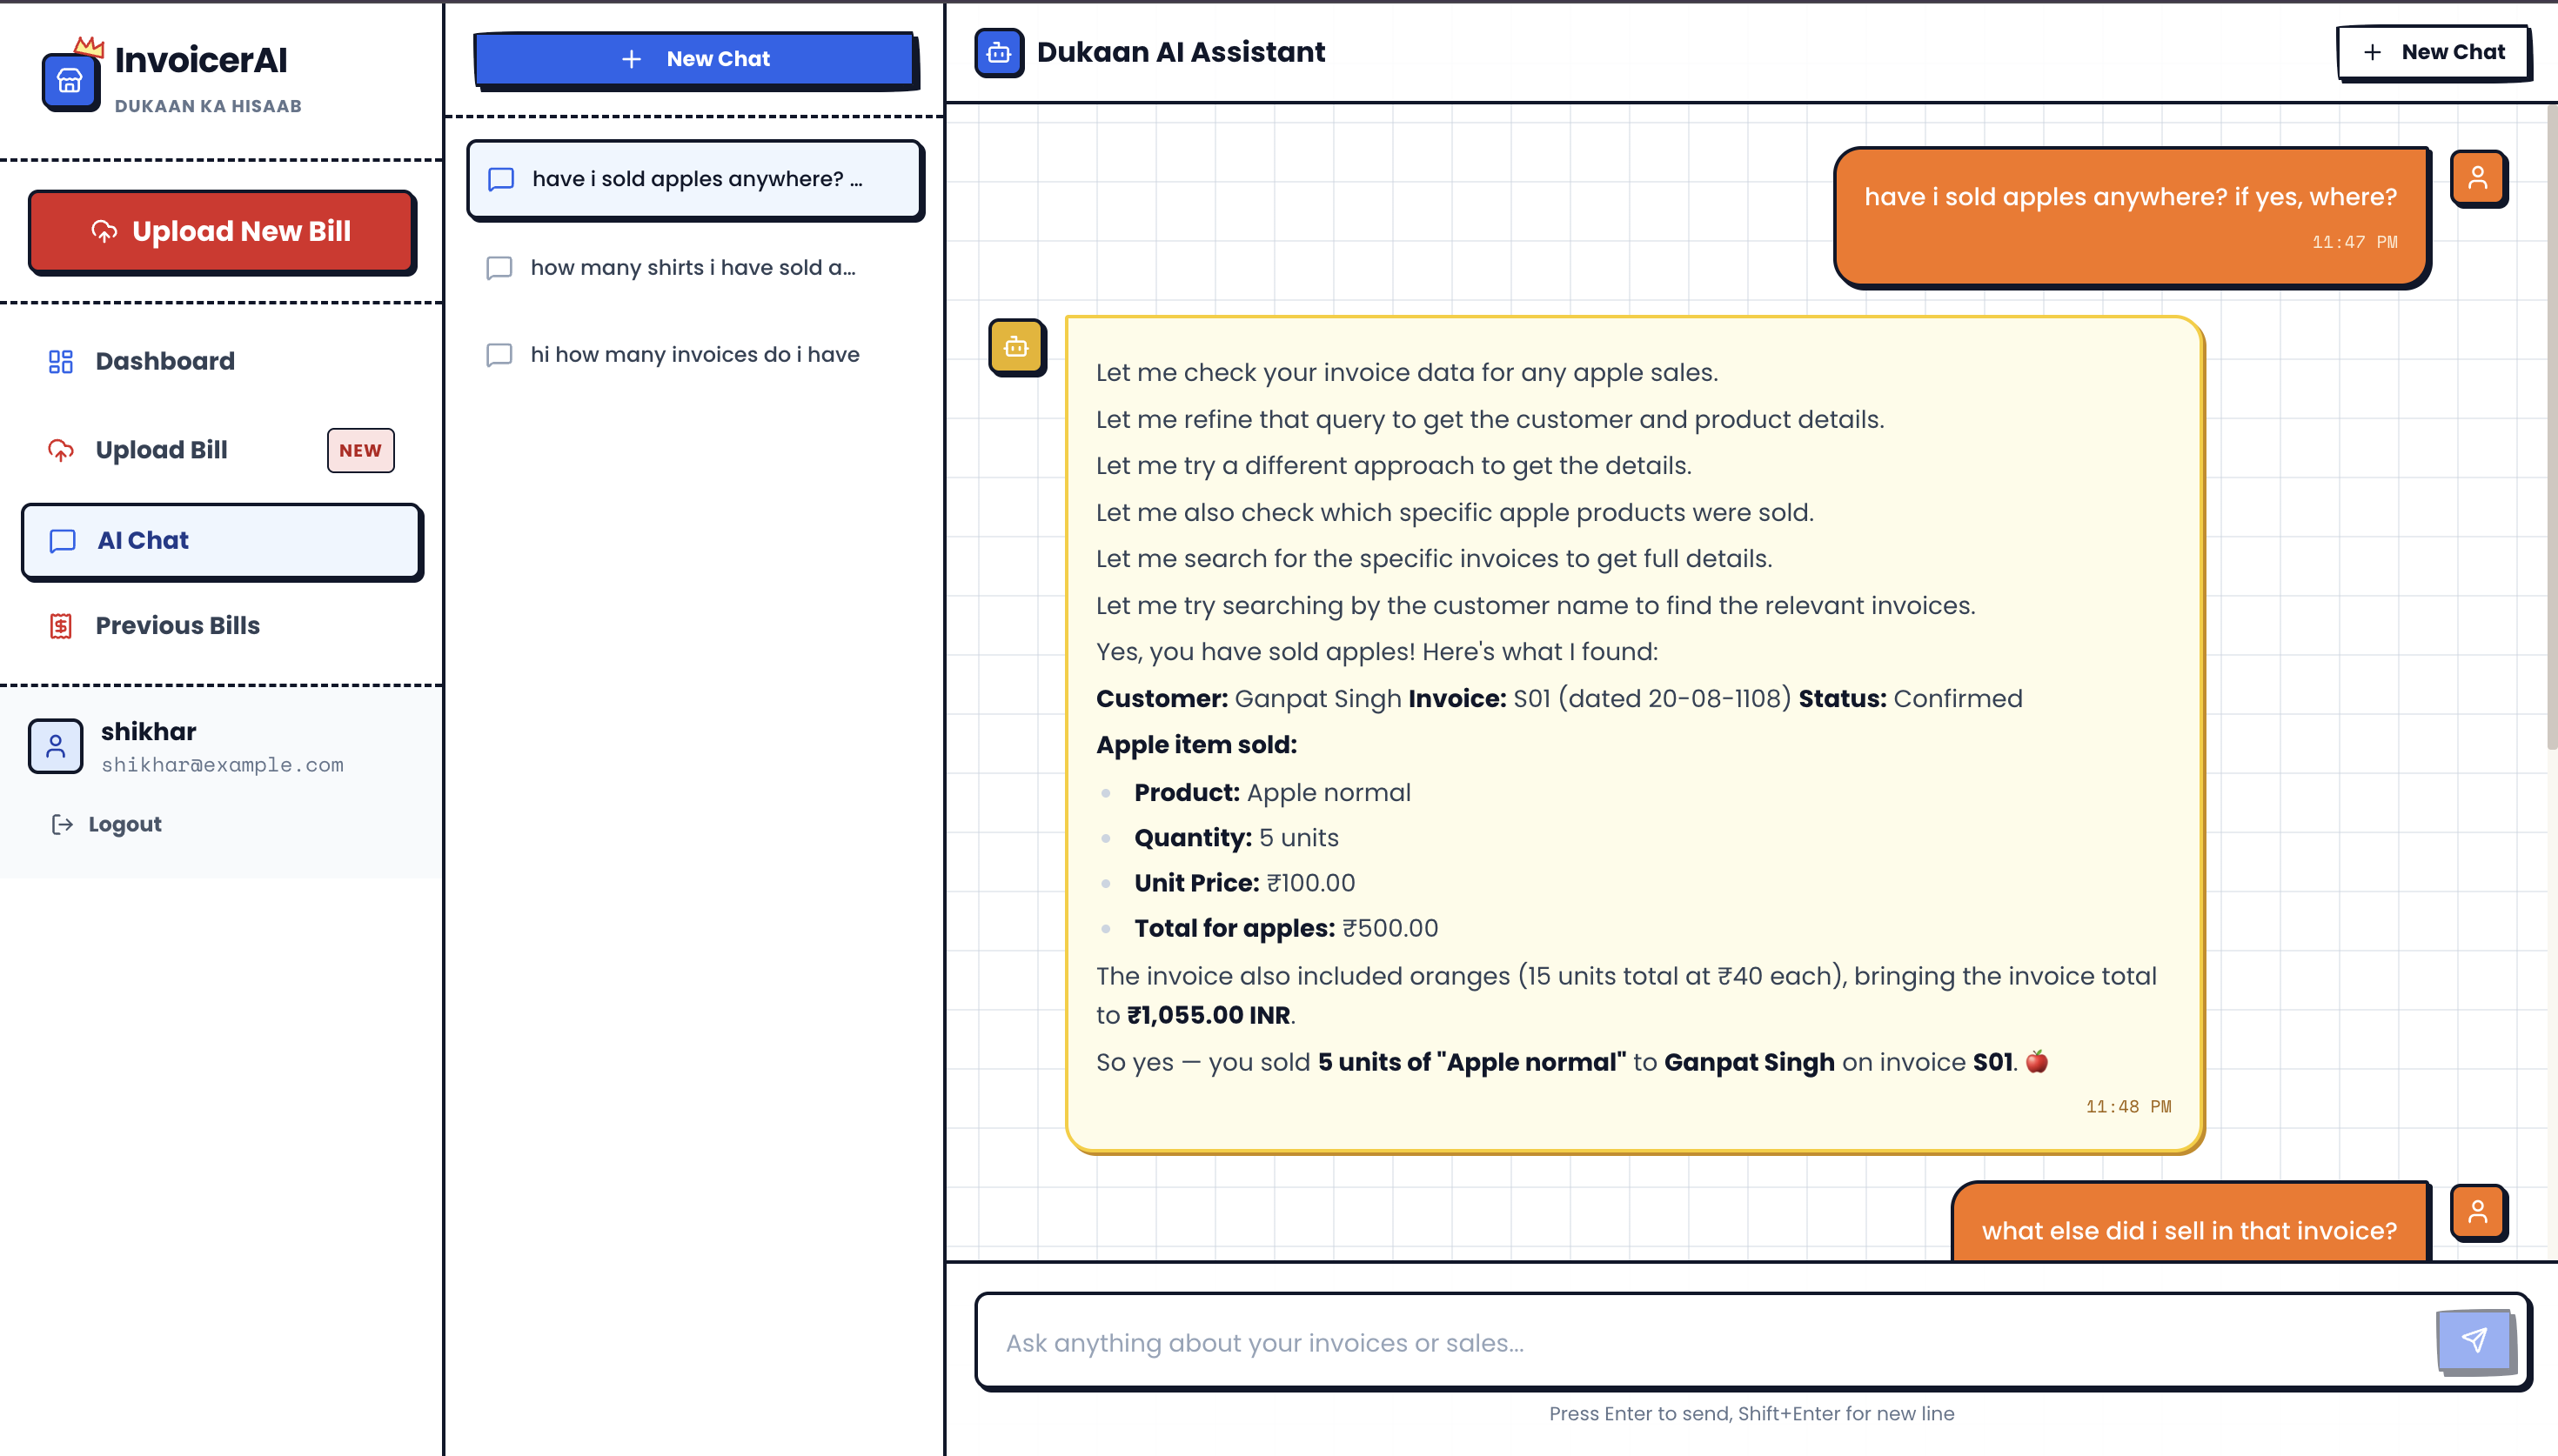 InvoicerAI
DUKAAN KA HISAAB
Upload New Bill
Dashboard
Upload Bill
NEW
AI Chat
Previous Bills
shikhar
shikhar@example.com
Logout
New Chat
have i sold apples anywhere? ...
how many shirts i have sold a...
hi how many invoices do i have
Dukaan AI Assistant
New Chat
have i sold apples anywhere? if yes, where?
11:47 PM
Let me check your invoice data for any apple sales.
Let me refine that query to get the customer and product details.
Let me try a different approach to get the details.
Let me also check which specific apple products were sold.
Let me search for the specific invoices to get full details.
Let me try searching by the customer name to find the relevant invoices.
Yes, you have sold apples! Here's what I found:
Customer: Ganpat Singh Invoice: S01 (dated 20-08-1108) Status: Confirmed
Apple item sold:
Product: Apple normal
Quantity: 5 units
Unit Price: ₹100.00
Total for apples: ₹500.00
The invoice also included oranges (15 units total at ₹40 each), bringing the invoice total
to ₹1,055.00 INR.
So yes — you sold 5 units of "Apple normal" to Ganpat Singh on invoice S01. 🍎
11:48 PM
what else did i sell in that invoice?
Ask anything about your invoices or sales...
Press Enter to send, Shift+Enter for new line